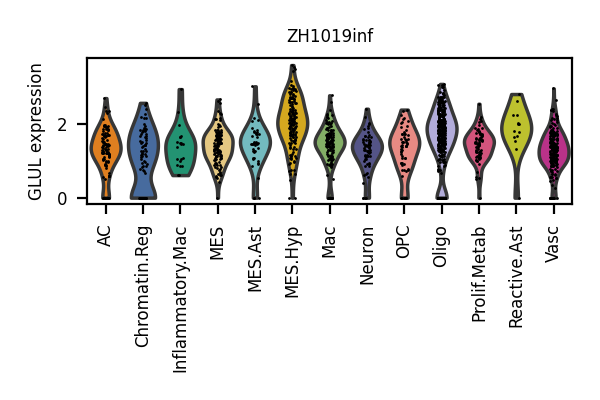 ZH1019inf
GLUL expression
2
0
AC
Chromatin.Reg
Inflammatory.Mac
MES
MES.Ast
MES.Hyp
Mac
Neuron
OPC
Oligo
Prolif.Metab
Reactive.Ast
Vasc